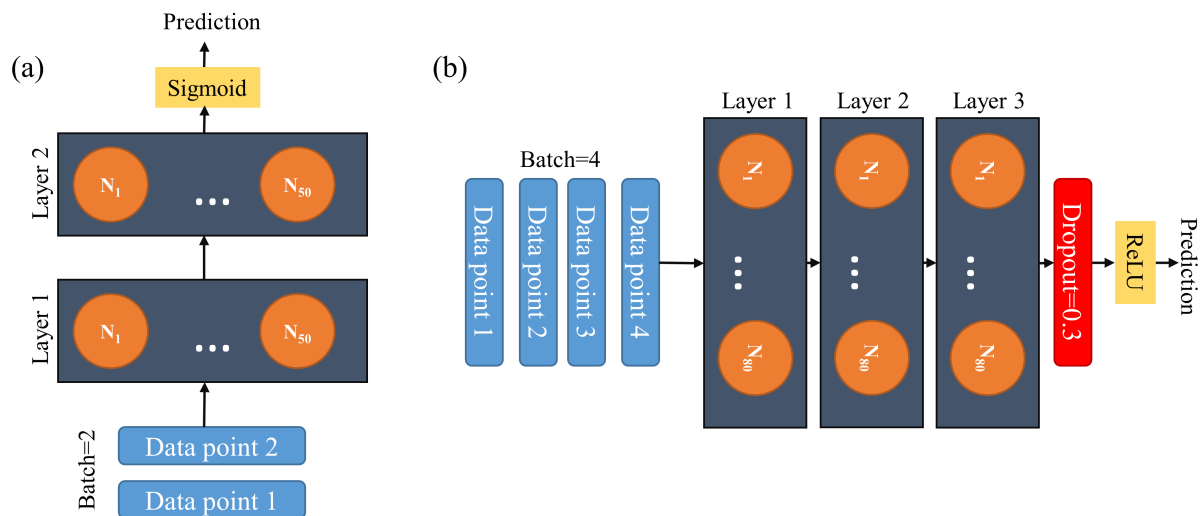 (a)
Prediction
Sigmoid
Layer 2
N₁ ... N₅₀
Layer 1
N₁ ... N₅₀
Batch=2
Data point 2
Data point 1
(b)
Batch=4
Data point 1
Data point 2
Data point 3
Data point 4
Layer 1
N₁
...
N₈₀
Layer 2
N₁
...
N₈₀
Layer 3
N₁
...
N₈₀
Dropout=0.3
ReLU
Prediction